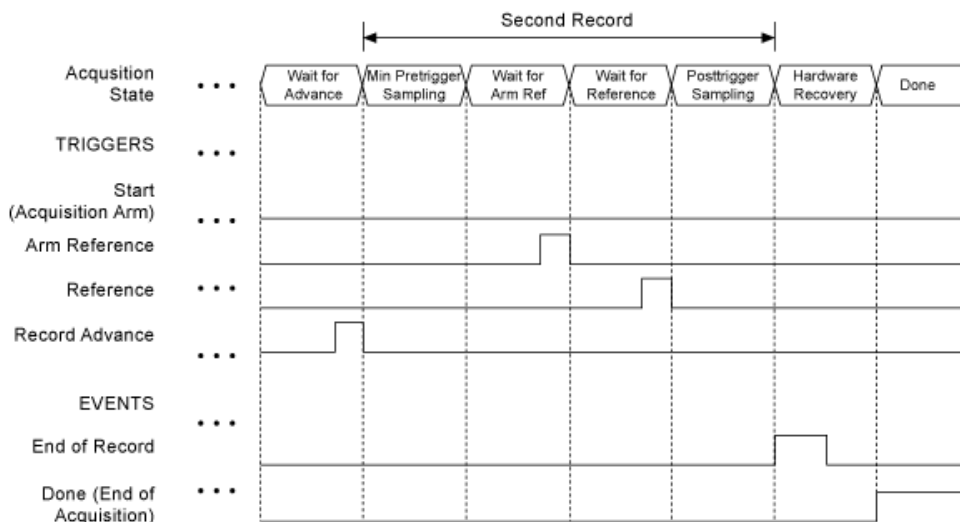 Second Record
Acqusition
State
Wait for
Advance
Min Pretrigger
Sampling
Wait for
Arm Ref
Wait for
Reference
Posttrigger
Sampling
Hardware
Recovery
Done
TRIGGERS
Start
(Acquisition Arm)
Arm Reference
Reference
Record Advance
EVENTS
End of Record
Done (End of
Acquisition)